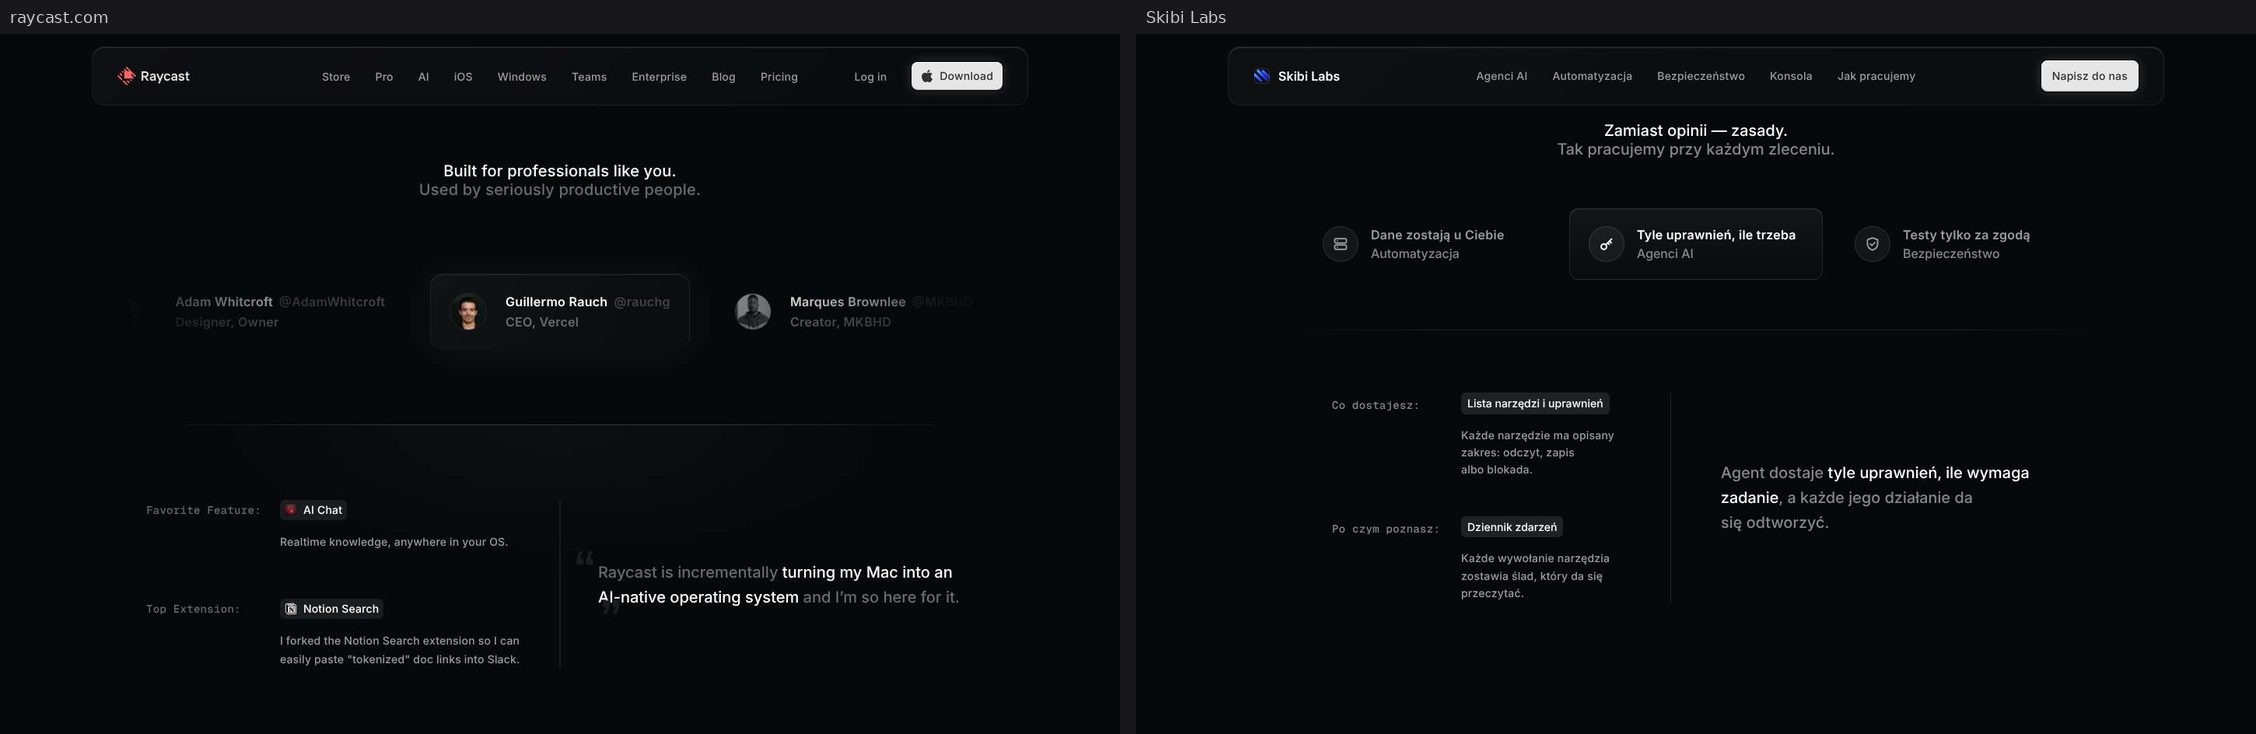 raycast.com
Raycast
Store Pro AI iOS Windows Teams Enterprise Blog Pricing Log in Download
Built for professionals like you.
Used by seriously productive people.
Adam Whitcroft @AdamWhitcroft
Designer, Owner
Guillermo Rauch @rauchg
CEO, Vercel
Marques Brownlee @MKBHD
Creator, MKBHD
Favorite Feature:
AI Chat
Realtime knowledge, anywhere in your OS.
Top Extension:
Notion Search
I forked the Notion Search extension so I can
easily paste "tokenized" doc links into Slack.
“
Raycast is incrementally turning my Mac into an
AI-native operating system and I’m so here for it.
”
Skibi Labs
Skibi Labs
Agenci AI Automatyzacja Bezpieczeństwo Konsola Jak pracujemy Napisz do nas
Zamiast opinii — zasady.
Tak pracujemy przy każdym zleceniu.
Dane zostają u Ciebie
Automatyzacja
Tyle uprawnień, ile trzeba
Agenci AI
Testy tylko za zgodą
Bezpieczeństwo
Co dostajesz:
Lista narzędzi i uprawnień
Każde narzędzie ma opisany
zakres: odczyt, zapis
albo blokada.
Po czym poznasz:
Dziennik zdarzeń
Każde wywołanie narzędzia
zostawia ślad, który da się
przeczytać.
Agent dostaje tyle uprawnień, ile wymaga
zadanie, a każde jego działanie da
się odtworzyć.